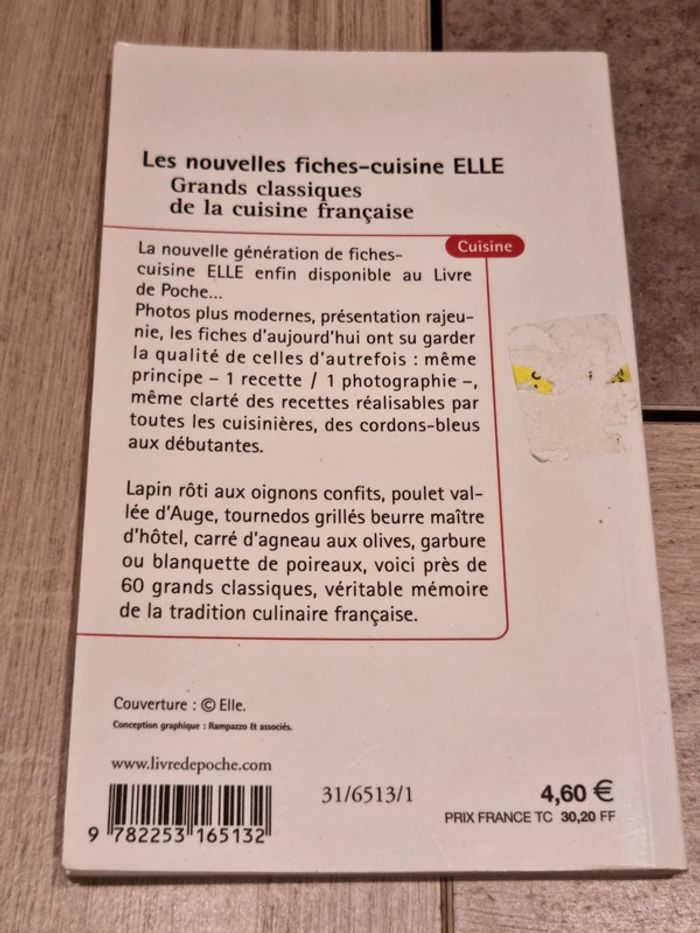 Les nouvelles fiches-cuisine ELLE
Grands classiques
de la cuisine française
Cuisine
La nouvelle génération de fiches-
cuisine ELLE enfin disponible au Livre
de Poche...
Photos plus modernes, présentation rajeu-
nie, les fiches d'aujourd'hui ont su garder
la qualité de celles d'autrefois : même
principe – 1 recette / 1 photographie –,
même clarté des recettes réalisables par
toutes les cuisinières, des cordons-bleus
aux débutantes.
Lapin rôti aux oignons confits, poulet val-
lée d'Auge, tournedos grillés beurre maître
d'hôtel, carré d'agneau aux olives, garbure
ou blanquette de poireaux, voici près de
60 grands classiques, véritable mémoire
de la tradition culinaire française.
Couverture : © Elle.
Conception graphique : Rampazzo & associés.
www.livredepoche.com
31/6513/1
4,60 €
PRIX FRANCE TC 30,20 FF
9 782253 165132